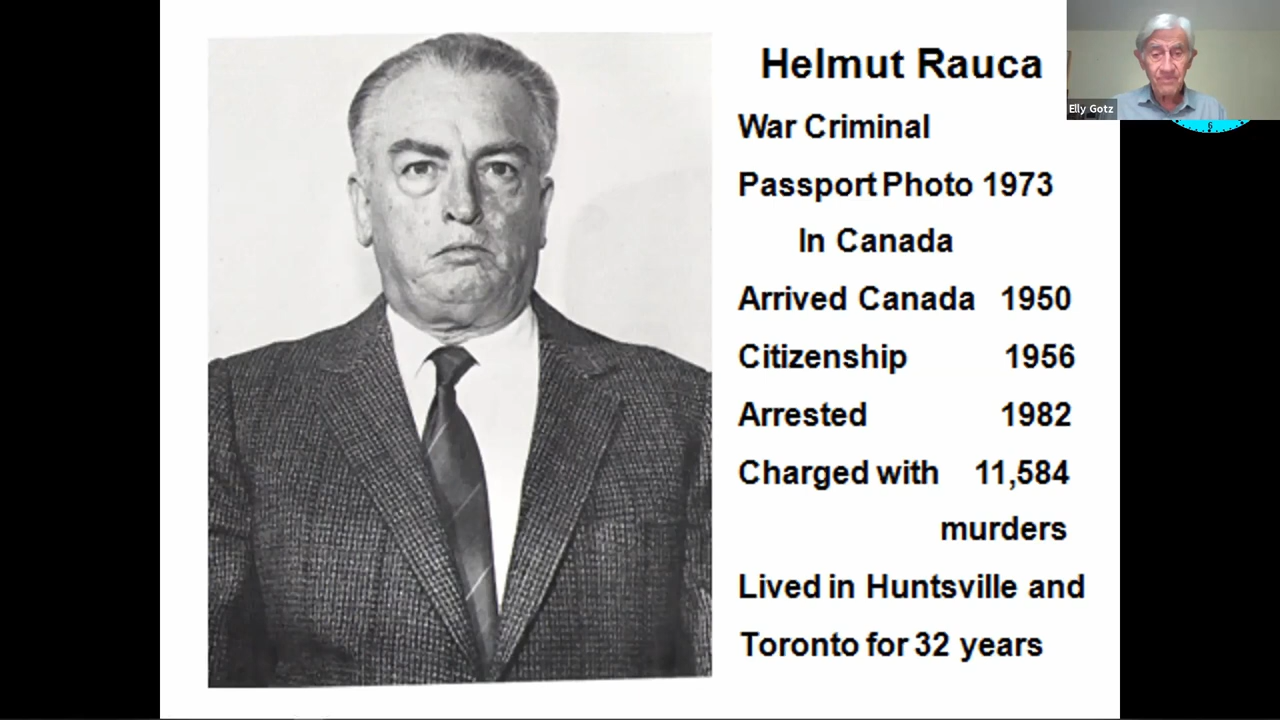 Helmut Rauca
War Criminal
Passport Photo 1973
In Canada
Arrived Canada 1950
Citizenship 1956
Arrested 1982
Charged with 11,584
murders
Lived in Huntsville and
Toronto for 32 years
Elly Gotz
6